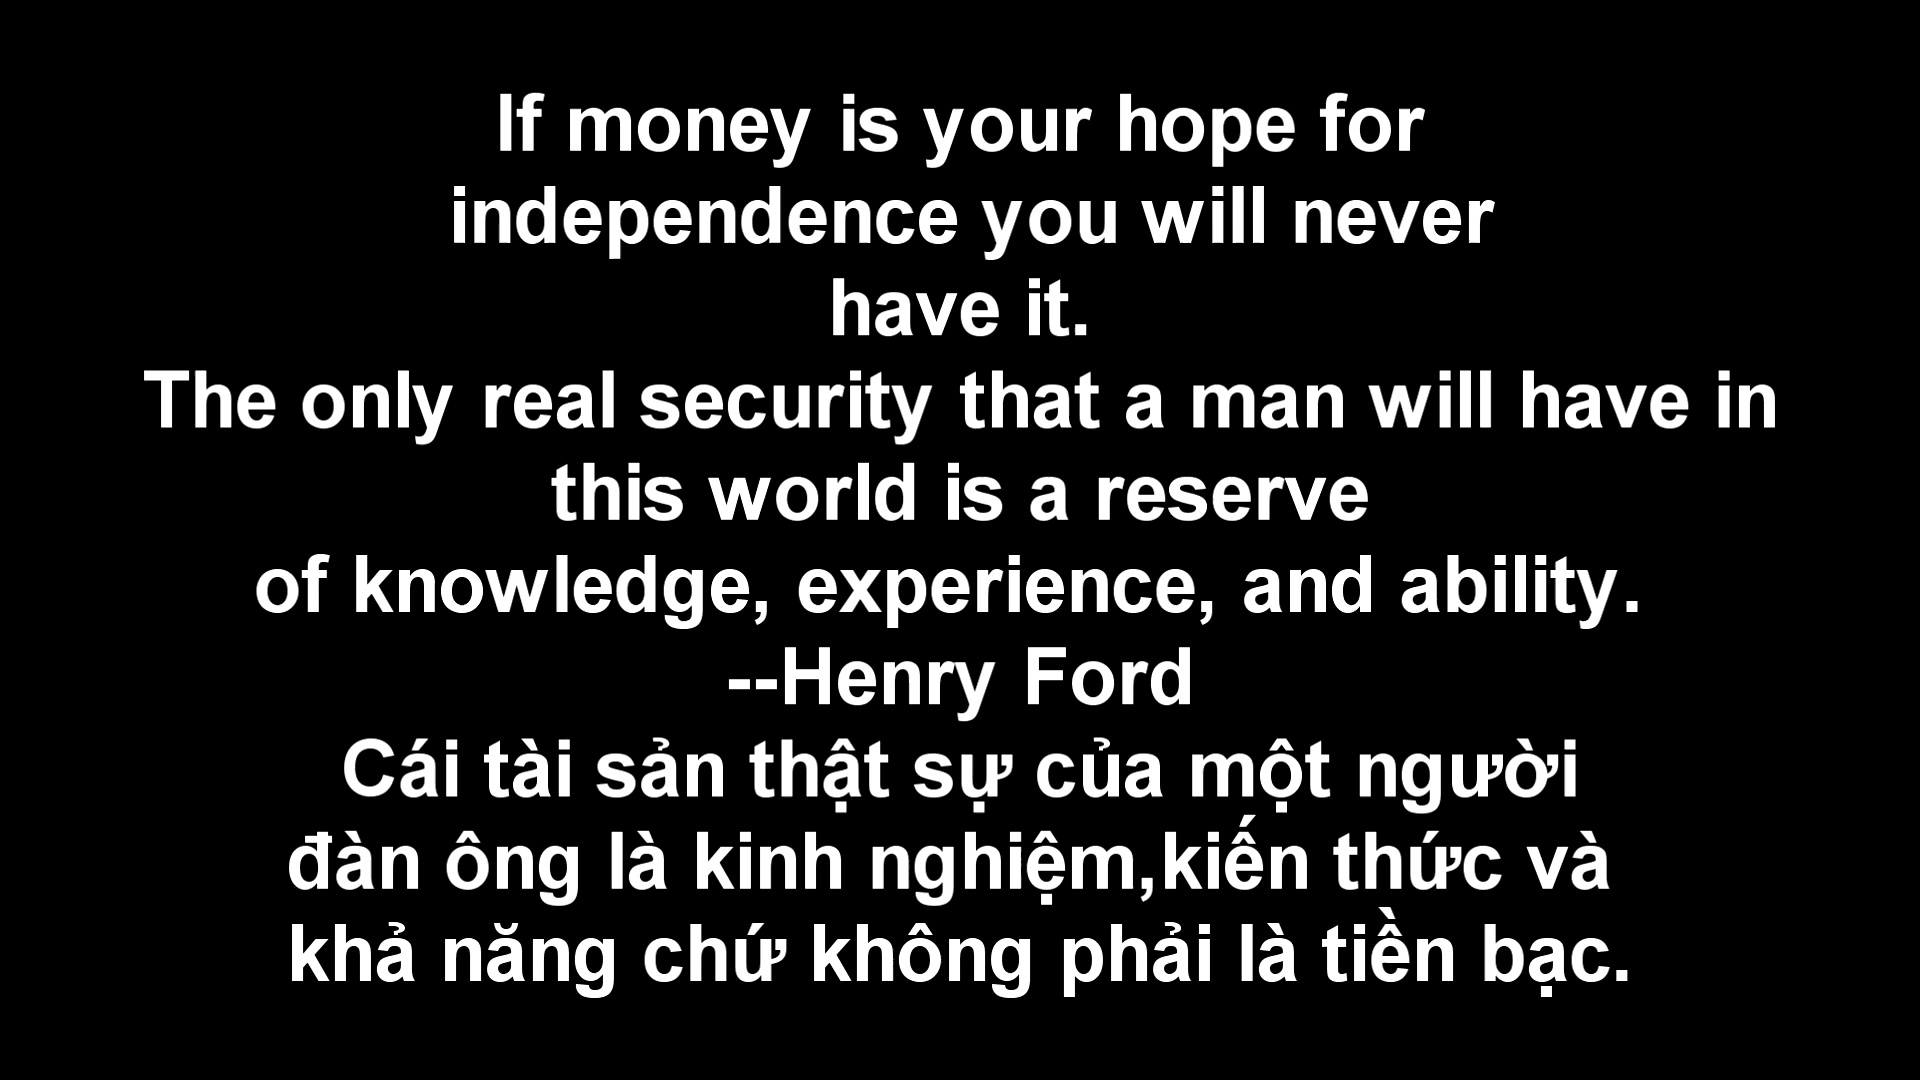 If money is your hope for
independence you will never
have it.
The only real security that a man will have in
this world is a reserve
of knowledge, experience, and ability.
--Henry Ford
Cái tài sản thật sự của một người
đàn ông là kinh nghiệm,kiến thức và
khả năng chứ không phải là tiền bạc.